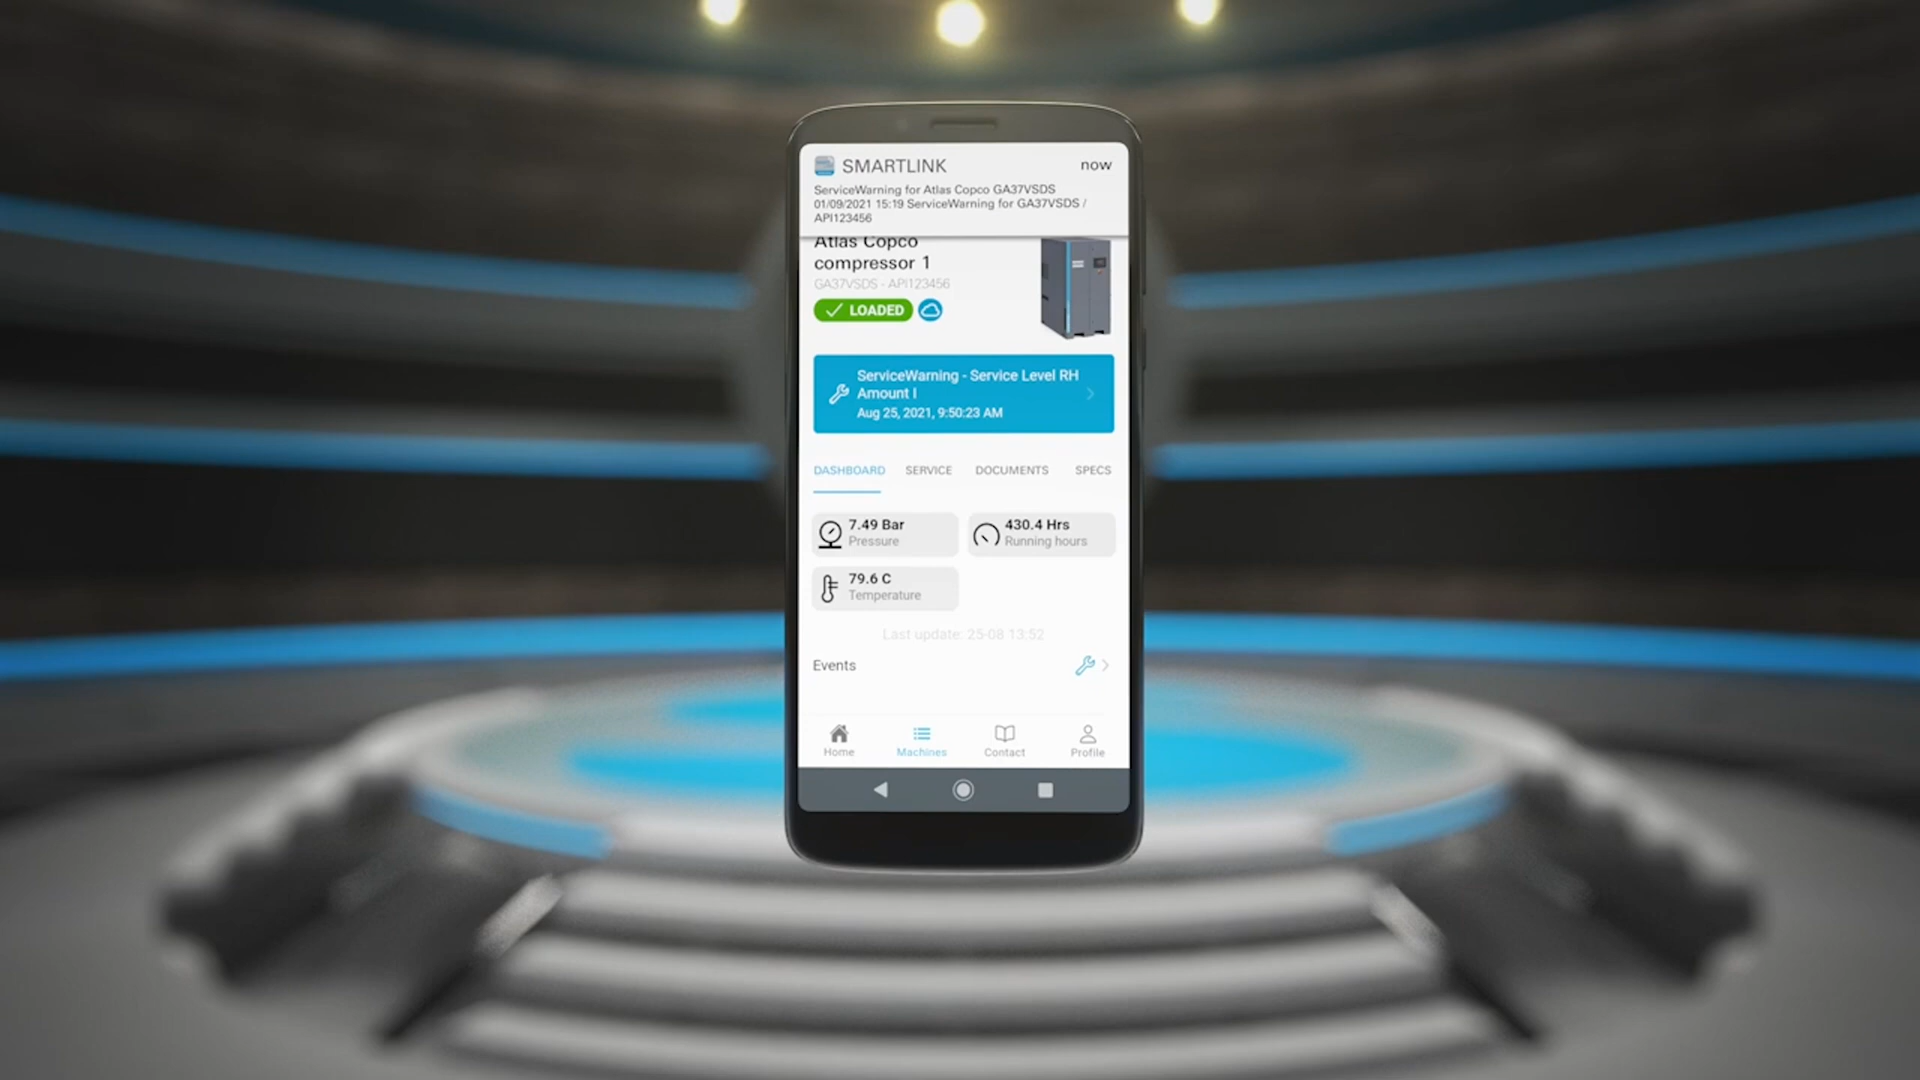 SMARTLINK
now
ServiceWarning for Atlas Copco GA37VSDS
01/09/2021 15:19 ServiceWarning for GA37VSDS /
API123456
Atlas Copco
compressor 1
GA37VSDS - API123456
LOADED
ServiceWarning - Service Level RH
Amount I
Aug 25, 2021, 9:50:23 AM
DASHBOARD SERVICE DOCUMENTS SPECS
7.49 Bar
Pressure
430.4 Hrs
Running hours
79.6 C
Temperature
Last update: 25-08 13:52
Events
Home Machines Contact Profile